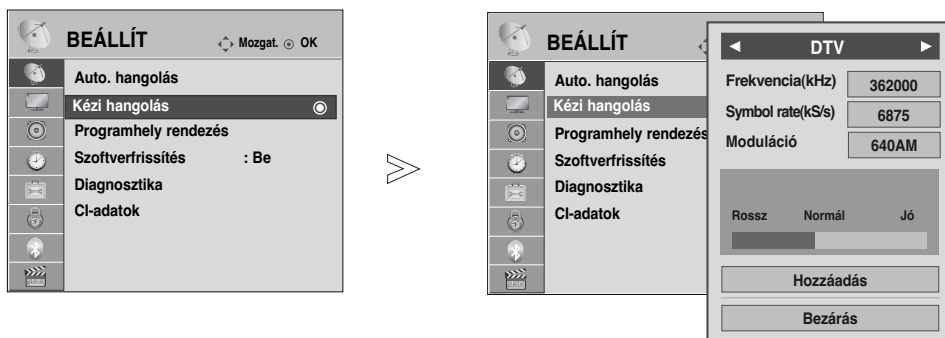 BEÁLLÍT Mozgat. OK
Auto. hangolás
Kézi hangolás
Programhely rendezés
Szoftverfrissítés : Be
Diagnosztika
CI-adatok
BEÁLLÍT
Auto. hangolás
Kézi hangolás
Programhely rendezés
Szoftverfrissítés
Diagnosztika
CI-adatok
DTV
Frekvencia(kHz) 362000
Symbol rate(kS/s) 6875
Moduláció 640AM
Rossz Normál Jó
Hozzáadás
Bezárás